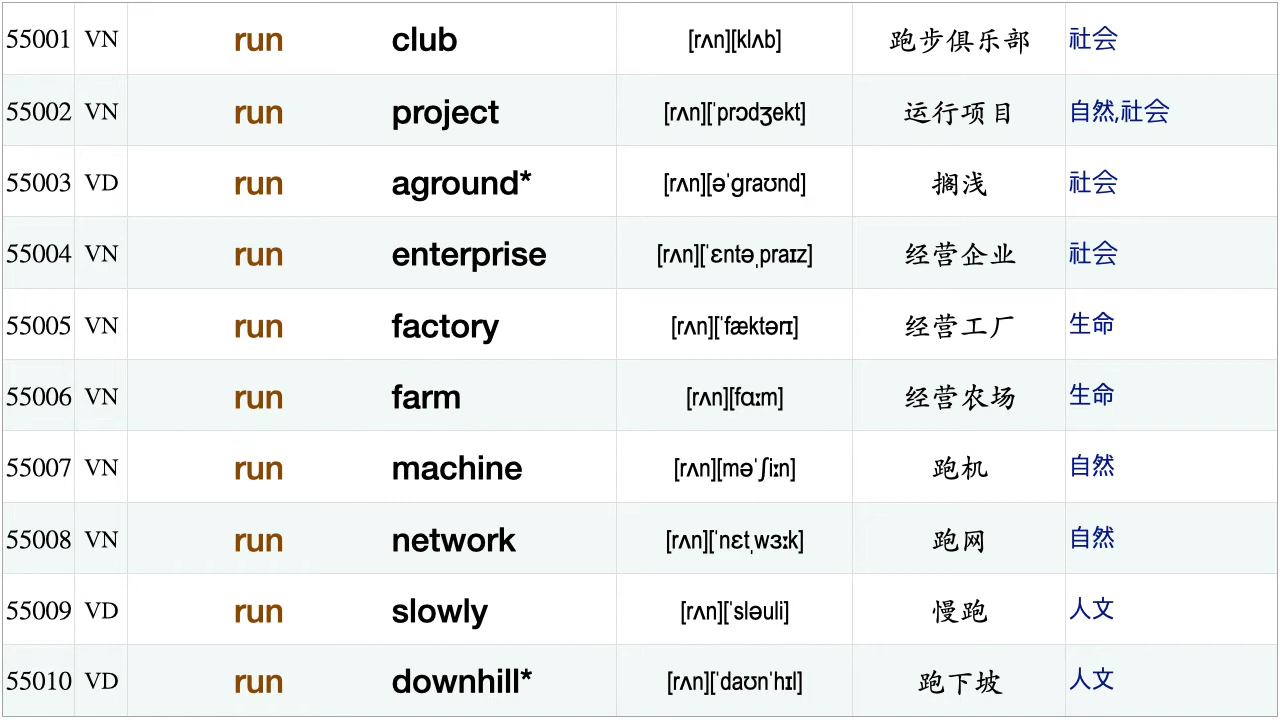 55001 VN run club [rʌn][klʌb] 跑步俱乐部 社会
55002 VN run project [rʌn][ˈprɔdʒekt] 运行项目 自然,社会
55003 VD run aground* [rʌn][əˈɡraʊnd] 搁浅 社会
55004 VN run enterprise [rʌn][ˈɛntəˌpraɪz] 经营企业 社会
55005 VN run factory [rʌn][ˈfæktərɪ] 经营工厂 生命
55006 VN run farm [rʌn][fɑːm] 经营农场 生命
55007 VN run machine [rʌn][məˈʃiːn] 跑机 自然
55008 VN run network [rʌn][ˈnɛtˌwɜːk] 跑网 自然
55009 VD run slowly [rʌn][ˈsləuli] 慢跑 人文
55010 VD run downhill* [rʌn][ˈdaʊnˈhɪl] 跑下坡 人文